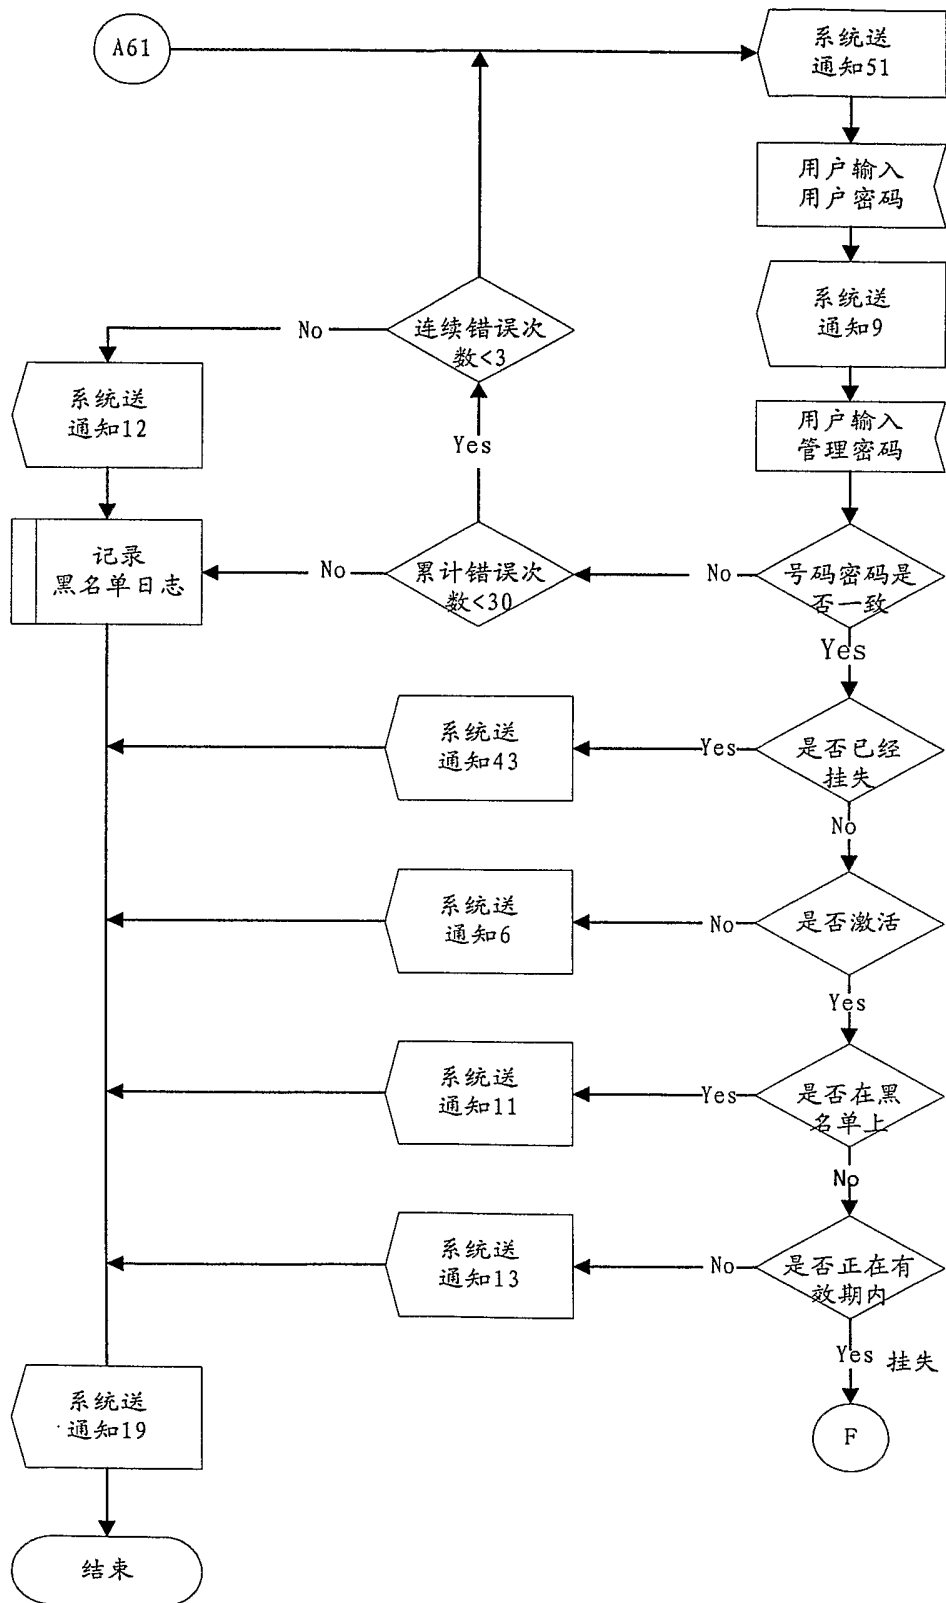 A61
系统送
通知51
用户输入
用户密码
系统送
通知9
No
连续错误次
数<3
系统送
通知12
用户输入
管理密码
Yes
记录
黑名单日志
No
累计错误次
数<30
No
号码密码是
否一致
Yes
系统送
通知43
Yes
是否已经
挂失
No
系统送
通知6
No
是否激活
Yes
系统送
通知11
Yes
是否在黑
名单上
No
系统送
通知13
No
是否正在有
效期内
Yes 挂失
系统送
通知19
F
结束